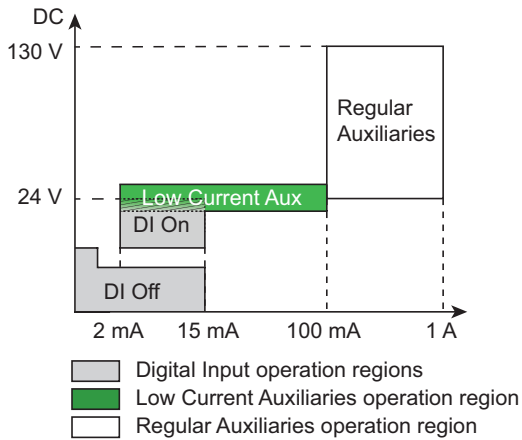 DC
130 V
Regular
Auxiliaries
24 V
Low Current Aux
DI On
DI Off
2 mA
15 mA
100 mA
1 A
Digital Input operation regions
Low Current Auxiliaries operation region
Regular Auxiliaries operation region